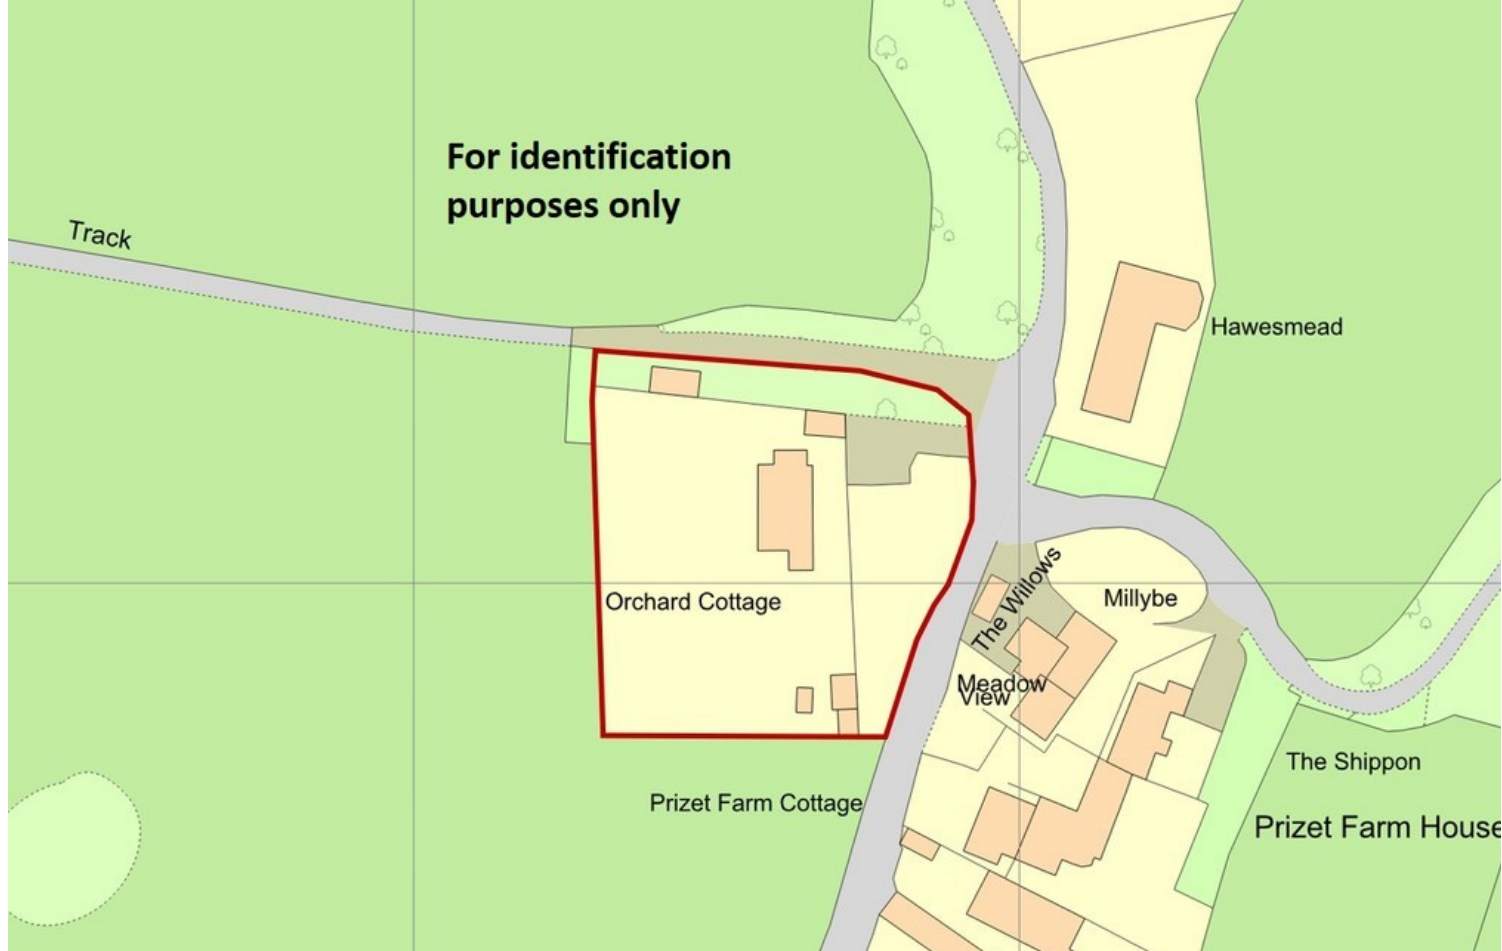 For identification
purposes only
Track
Hawesmead
Orchard Cottage
The Willows
Millybe
Meadow
View
The Shippon
Prizet Farm Cottage
Prizet Farm House